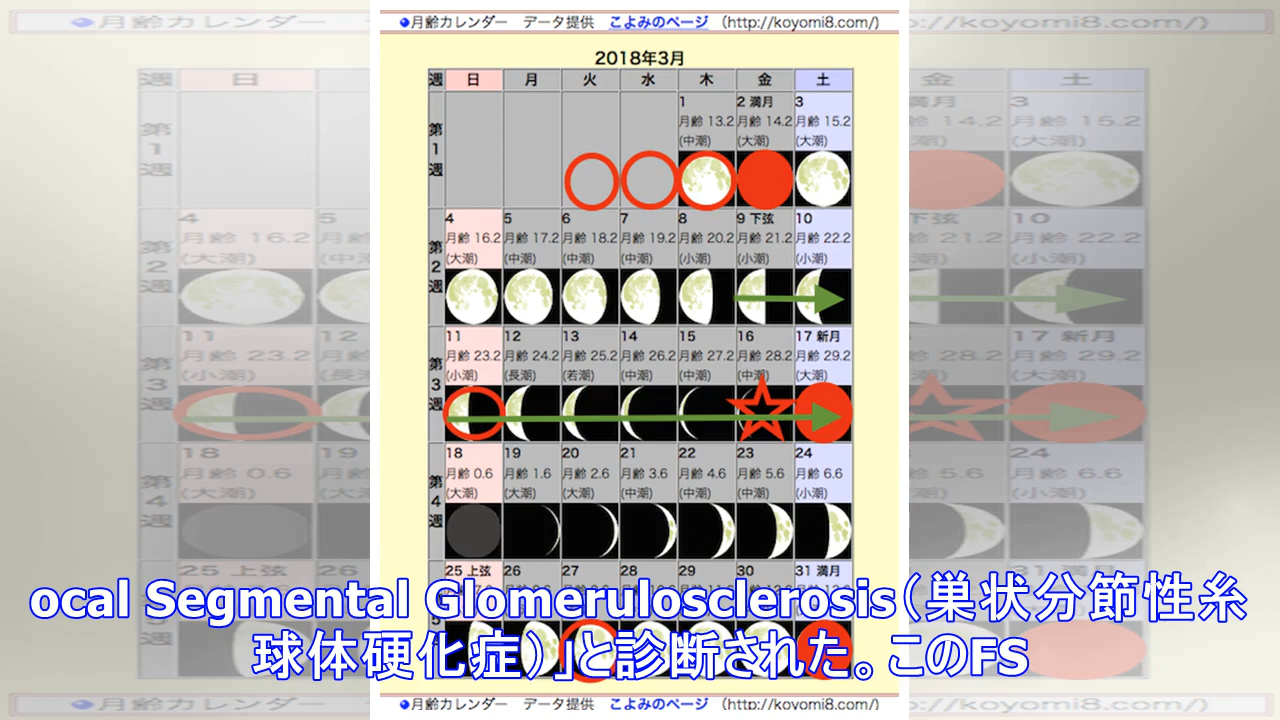 月齢カレンダー データ提供 こよみのページ (http://koyomi8.com/)
2018年3月
週 日 月 火 水 木 金 土
第1週 1 2 満月 3
月齢 13.2 月齢 14.2 月齢 15.2
(中潮) (大潮) (大潮)
第2週 4 5 6 7 8 9 下弦 10
月齢 16.2 月齢 17.2 月齢 18.2 月齢 19.2 月齢 20.2 月齢 21.2 月齢 22.2
(大潮) (中潮) (中潮) (中潮) (小潮) (小潮) (小潮)
第3週 11 12 13 14 15 16 17 新月
月齢 23.2 月齢 24.2 月齢 25.2 月齢 26.2 月齢 27.2 月齢 28.2 月齢 29.2
(小潮) (長潮) (若潮) (中潮) (中潮) (中潮) (大潮)
第4週 18 19 20 21 22 23 24
月齢 0.6 月齢 1.6 月齢 2.6 月齢 3.6 月齢 4.6 月齢 5.6 月齢 6.6
(大潮) (大潮) (大潮) (中潮) (中潮) (中潮) (小潮)
25 上弦 26 27 28 29 30 31 満月
ocal Segmental Glomerulosclerosis（巣状分節性糸
球体硬化症）」と診断された。このFS
月齢カレンダー データ提供 こよみのページ (http://koyomi8.com/)